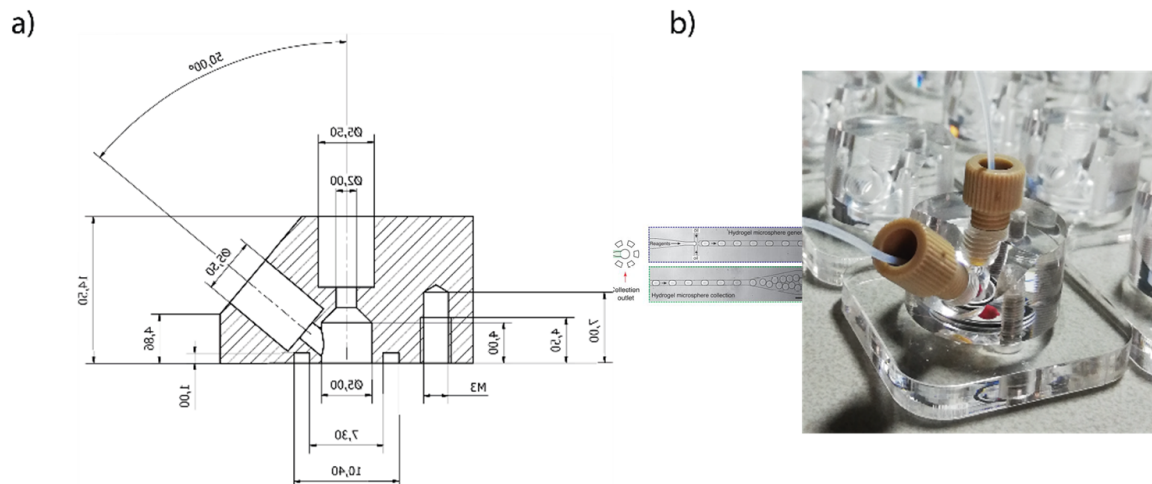 a)
b)
50,00°
Ø5,50
Ø2,00
Ø5,50
14,50
4,86
1,00
Ø5,00
7,30
10,40
4,00
4,50
7,00
M3
Reagents
Hydrogel microsphere gene
Collection
outlet
Hydrogel microsphere collection